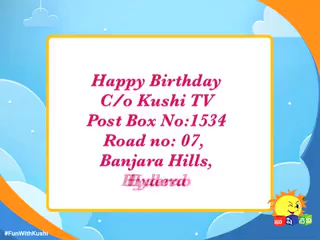 Happy Birthday
C/o Kushi TV
Post Box No:1534
Road no: 07,
Banjara Hills,
#FunWithKushi